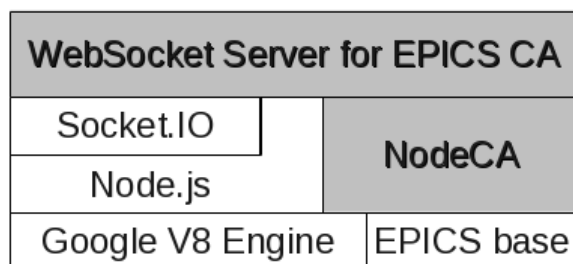 WebSocket Server for EPICS CA
Socket.IO
NodeCA
Node.js
Google V8 Engine
EPICS base